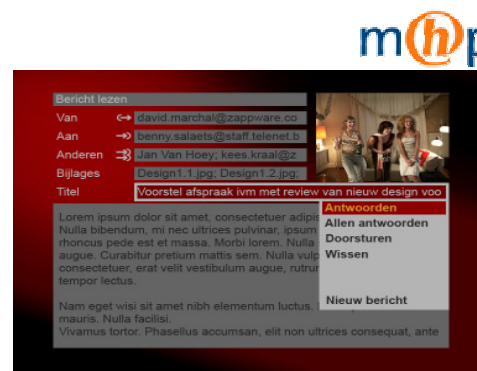 m(h)p
Bericht lezen
Van david.marchal@zappware.co
Aan benny.salaets@staff.telenet.b
Anderen Jan Van Hoey; kees.kraal@z
Bijlages Design1.1.jpg; Design1.2.jpg;
Titel Voorstel afspraak ivm met review van nieuw design voo
Antwoorden
Allen antwoorden
Doorsturen
Wissen
Nieuw bericht
Lorem ipsum dolor sit amet, consectetuer adipis
Nulla bibendum, mi nec ultrices pulvinar, ipsum
rhoncus pede est et massa. Morbi lorem. Nulla
augue. Curabitur pretium mattis sem. Nulla vulp
consectetuer, erat velit vestibulum augue, rutrur
tempor lectus.
Nam eget wisi sit amet nibh elementum luctus.
mauris. Nulla facilisi.
Vivamus tortor. Phasellus accumsan, elit non ultrices consequat, ante